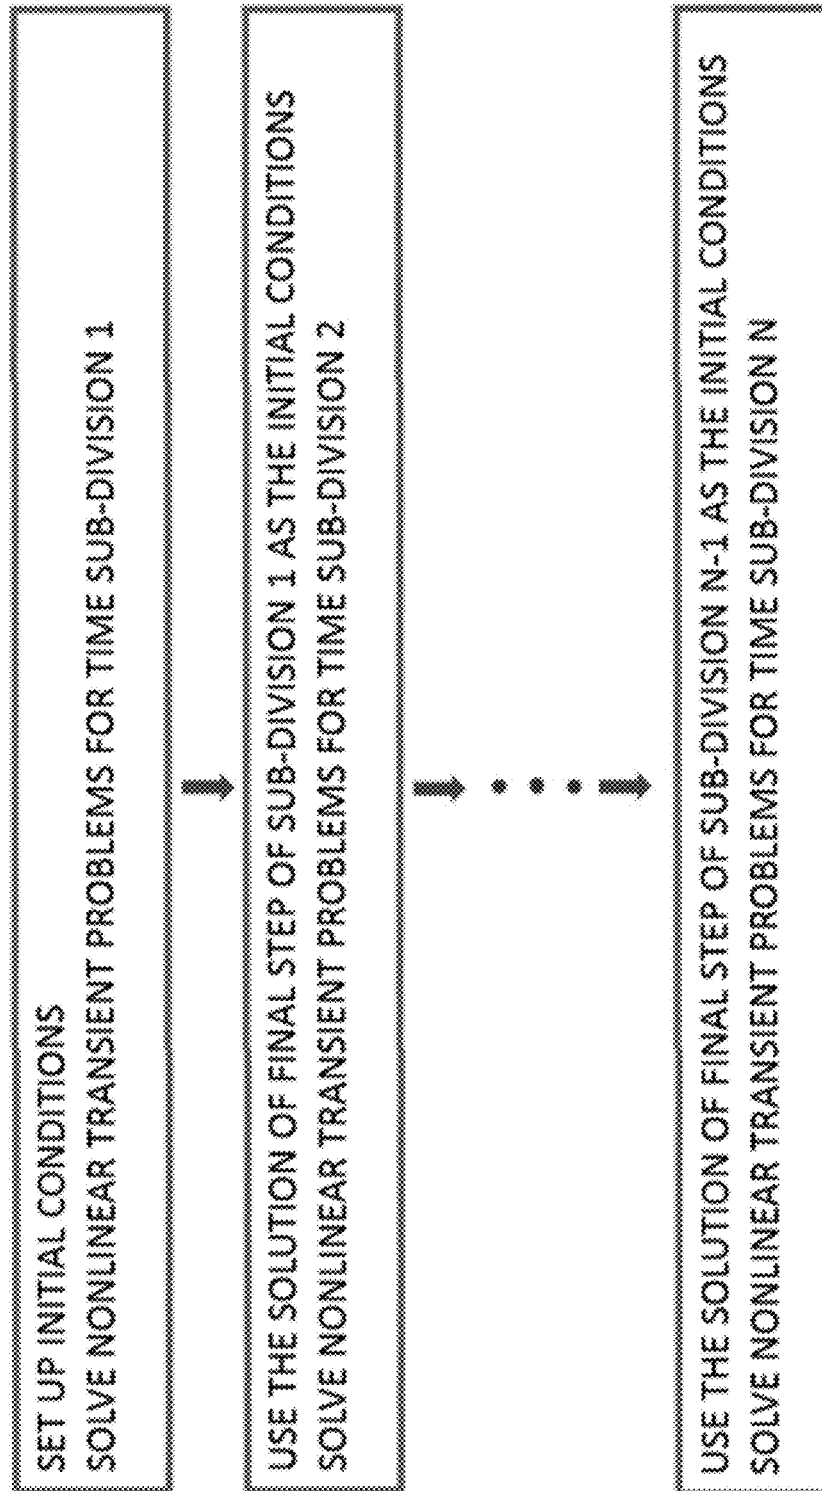 SET UP INITIAL CONDITIONS
SOLVE NONLINEAR TRANSIENT PROBLEMS FOR TIME SUB-DIVISION 1
USE THE SOLUTION OF FINAL STEP OF SUB-DIVISION 1 AS THE INITIAL CONDITIONS
SOLVE NONLINEAR TRANSIENT PROBLEMS FOR TIME SUB-DIVISION 2
USE THE SOLUTION OF FINAL STEP OF SUB-DIVISION N-1 AS THE INITIAL CONDITIONS
SOLVE NONLINEAR TRANSIENT PROBLEMS FOR TIME SUB-DIVISION N